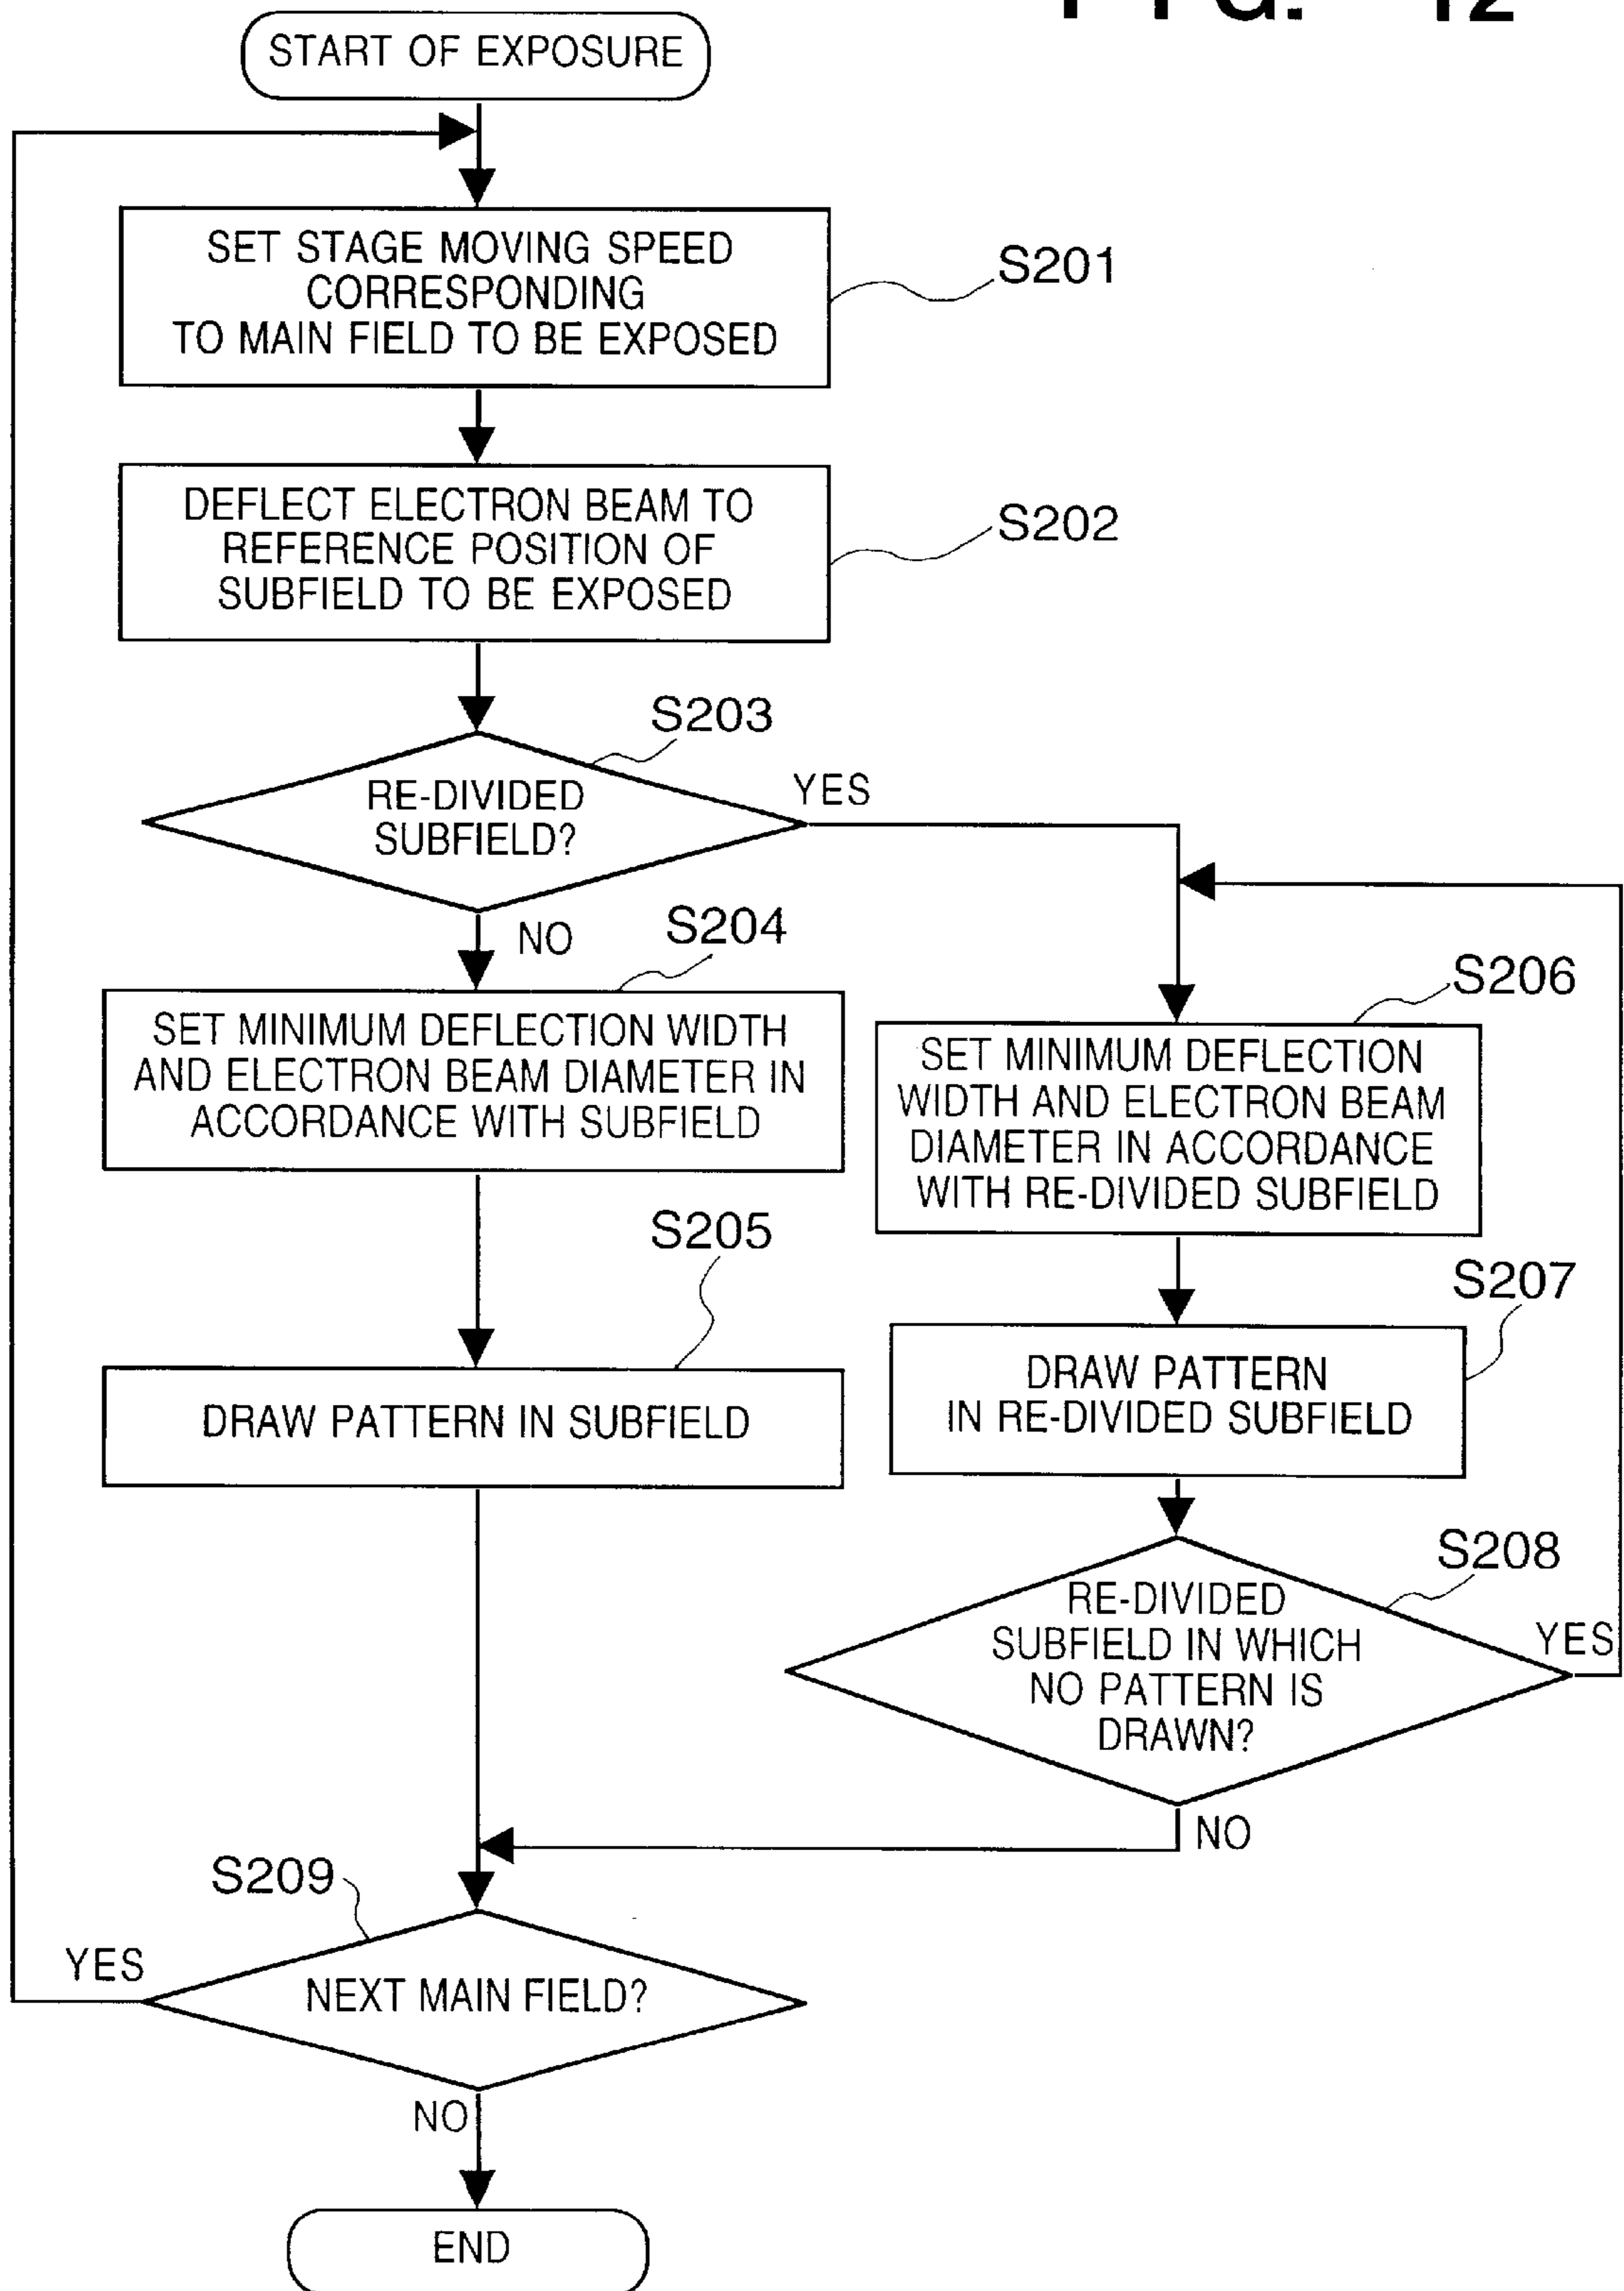 FIG. 12
START OF EXPOSURE
SET STAGE MOVING SPEED
CORRESPONDING
TO MAIN FIELD TO BE EXPOSED
S201
DEFLECT ELECTRON BEAM TO
REFERENCE POSITION OF
SUBFIELD TO BE EXPOSED
S202
S203
RE-DIVIDED
SUBFIELD?
YES
NO
S204
SET MINIMUM DEFLECTION WIDTH
AND ELECTRON BEAM DIAMETER IN
ACCORDANCE WITH SUBFIELD
S205
DRAW PATTERN IN SUBFIELD
S206
SET MINIMUM DEFLECTION
WIDTH AND ELECTRON BEAM
DIAMETER IN ACCORDANCE
WITH RE-DIVIDED SUBFIELD
S207
DRAW PATTERN
IN RE-DIVIDED SUBFIELD
S208
RE-DIVIDED
SUBFIELD IN WHICH
NO PATTERN IS
DRAWN?
YES
NO
S209
NEXT MAIN FIELD?
YES
NO
END